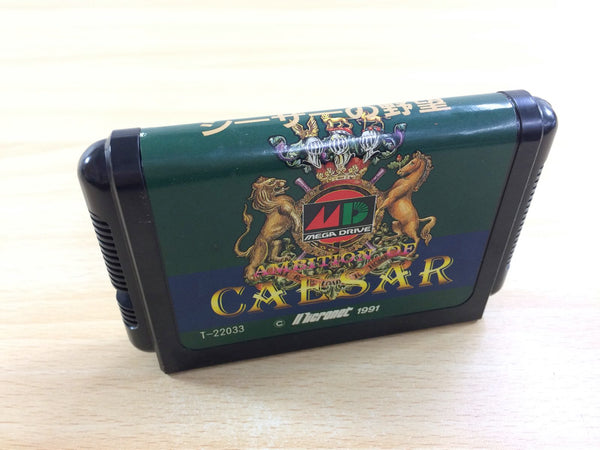 シーザーの野望
MD
MEGA DRIVE
AMBITION OF
CAESAR
T-22033 © Micronet 1991